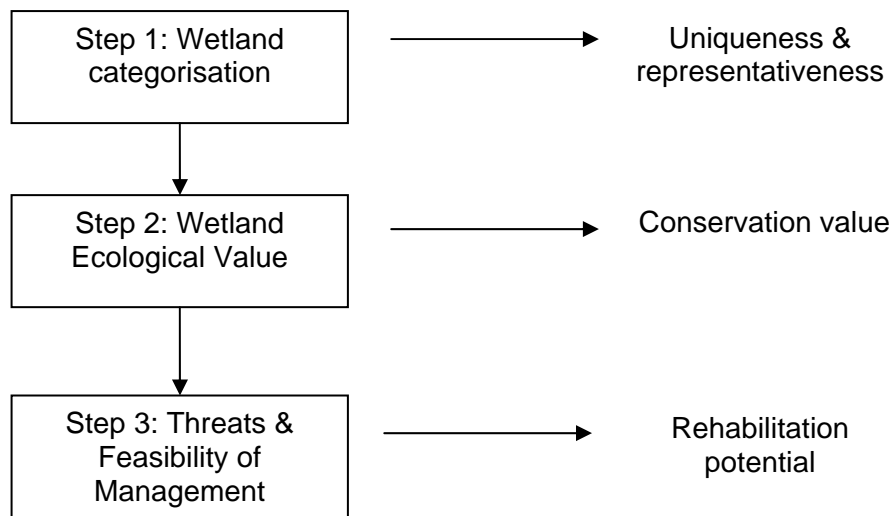 Step 1: Wetland
categorisation
Uniqueness &
representativeness
Step 2: Wetland
Ecological Value
Conservation value
Step 3: Threats &
Feasibility of
Management
Rehabilitation
potential